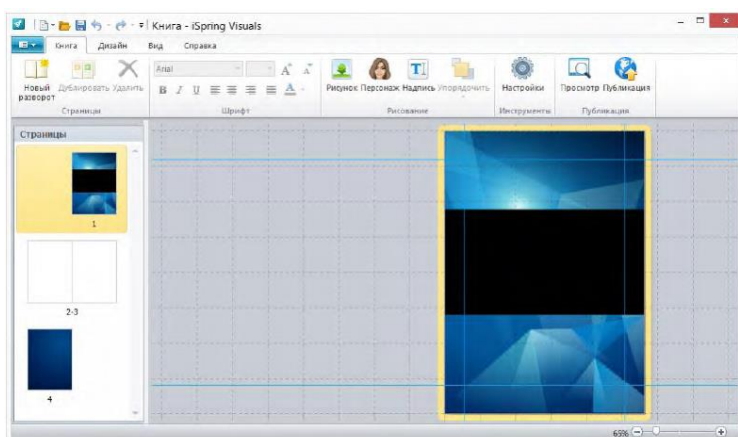 Книга - iSpring Visuals
Книга Дизайн Вид Справка
Новый разворот Дублировать Удалить
Arial
B I U
Рисунок Персонаж Надпись Упорядочить
Настройки
Просмотр Публикация
Страницы Шрифт Рисование Инструменты Публикация
Страницы
1
2-3
4
65%